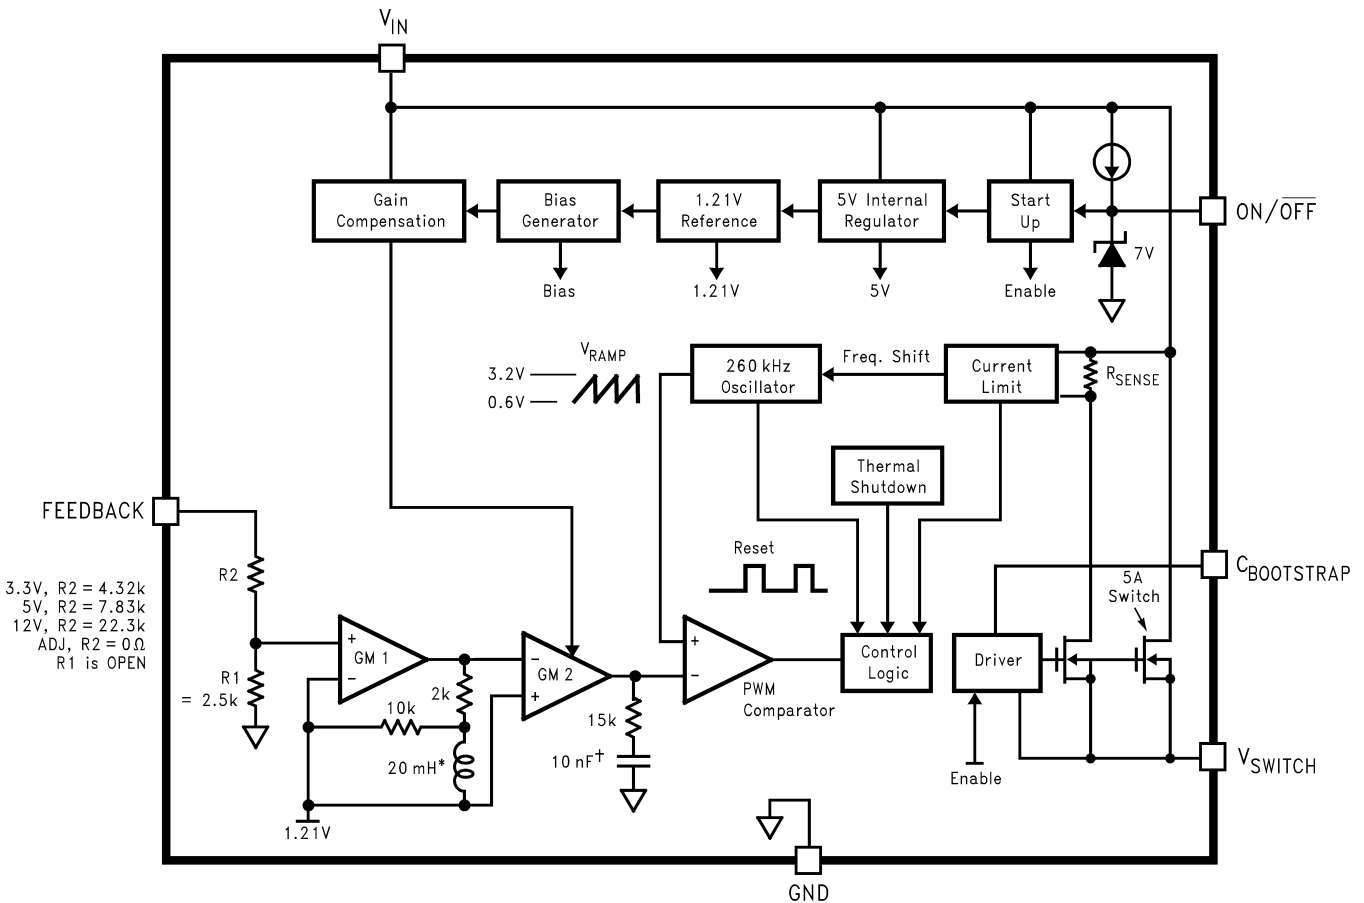 VIN
Gain
Compensation
Bias
Generator
1.21V
Reference
5V Internal
Regulator
Start
Up
ON/OFF
7V
Bias
1.21V
5V
Enable
VRAMP
3.2V
0.6V
260 kHz
Oscillator
Freq. Shift
Current
Limit
RSENSE
Thermal
Shutdown
FEEDBACK
Reset
R2
3.3V, R2 = 4.32k
5V, R2 = 7.83k
12V, R2 = 22.3k
ADJ, R2 = 0Ω
R1 is OPEN
R1
= 2.5k
+
GM 1
−
2k
10k
20 mH*
1.21V
−
GM 2
+
15k
10 nF+
+
−
PWM
Comparator
Control
Logic
Driver
Enable
5A
Switch
CBOOTSTRAP
VSWITCH
GND